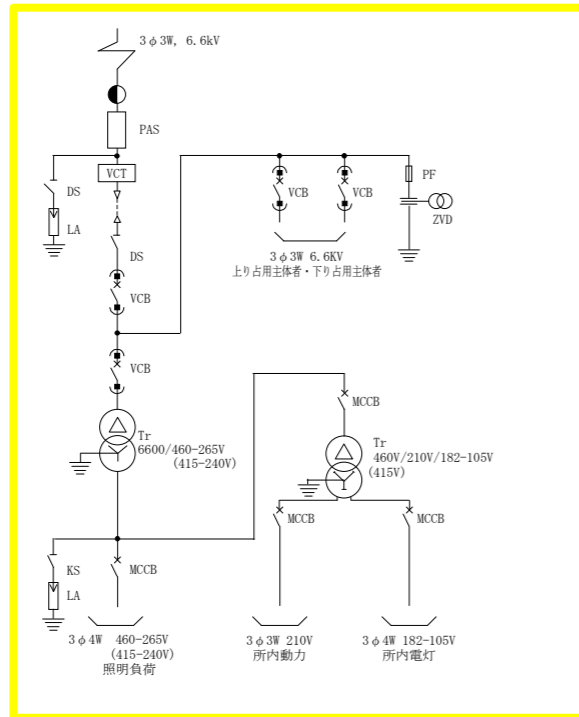 3φ3W, 6.6kV
PAS
VCT
DS
LA
DS
VCB
VCB
VCB
PF
ZVD
3φ3W 6.6KV
上り占用主体者・下り占用主体者
VCB
Tr
6600/460-265V
(415-240V)
MCCB
Tr
460V/210V/182-105V
(415V)
KS
LA
MCCB
MCCB
MCCB
3φ4W 460-265V
(415-240V)
照明負荷
3φ3W 210V
所内動力
3φ4W 182-105V
所内電灯